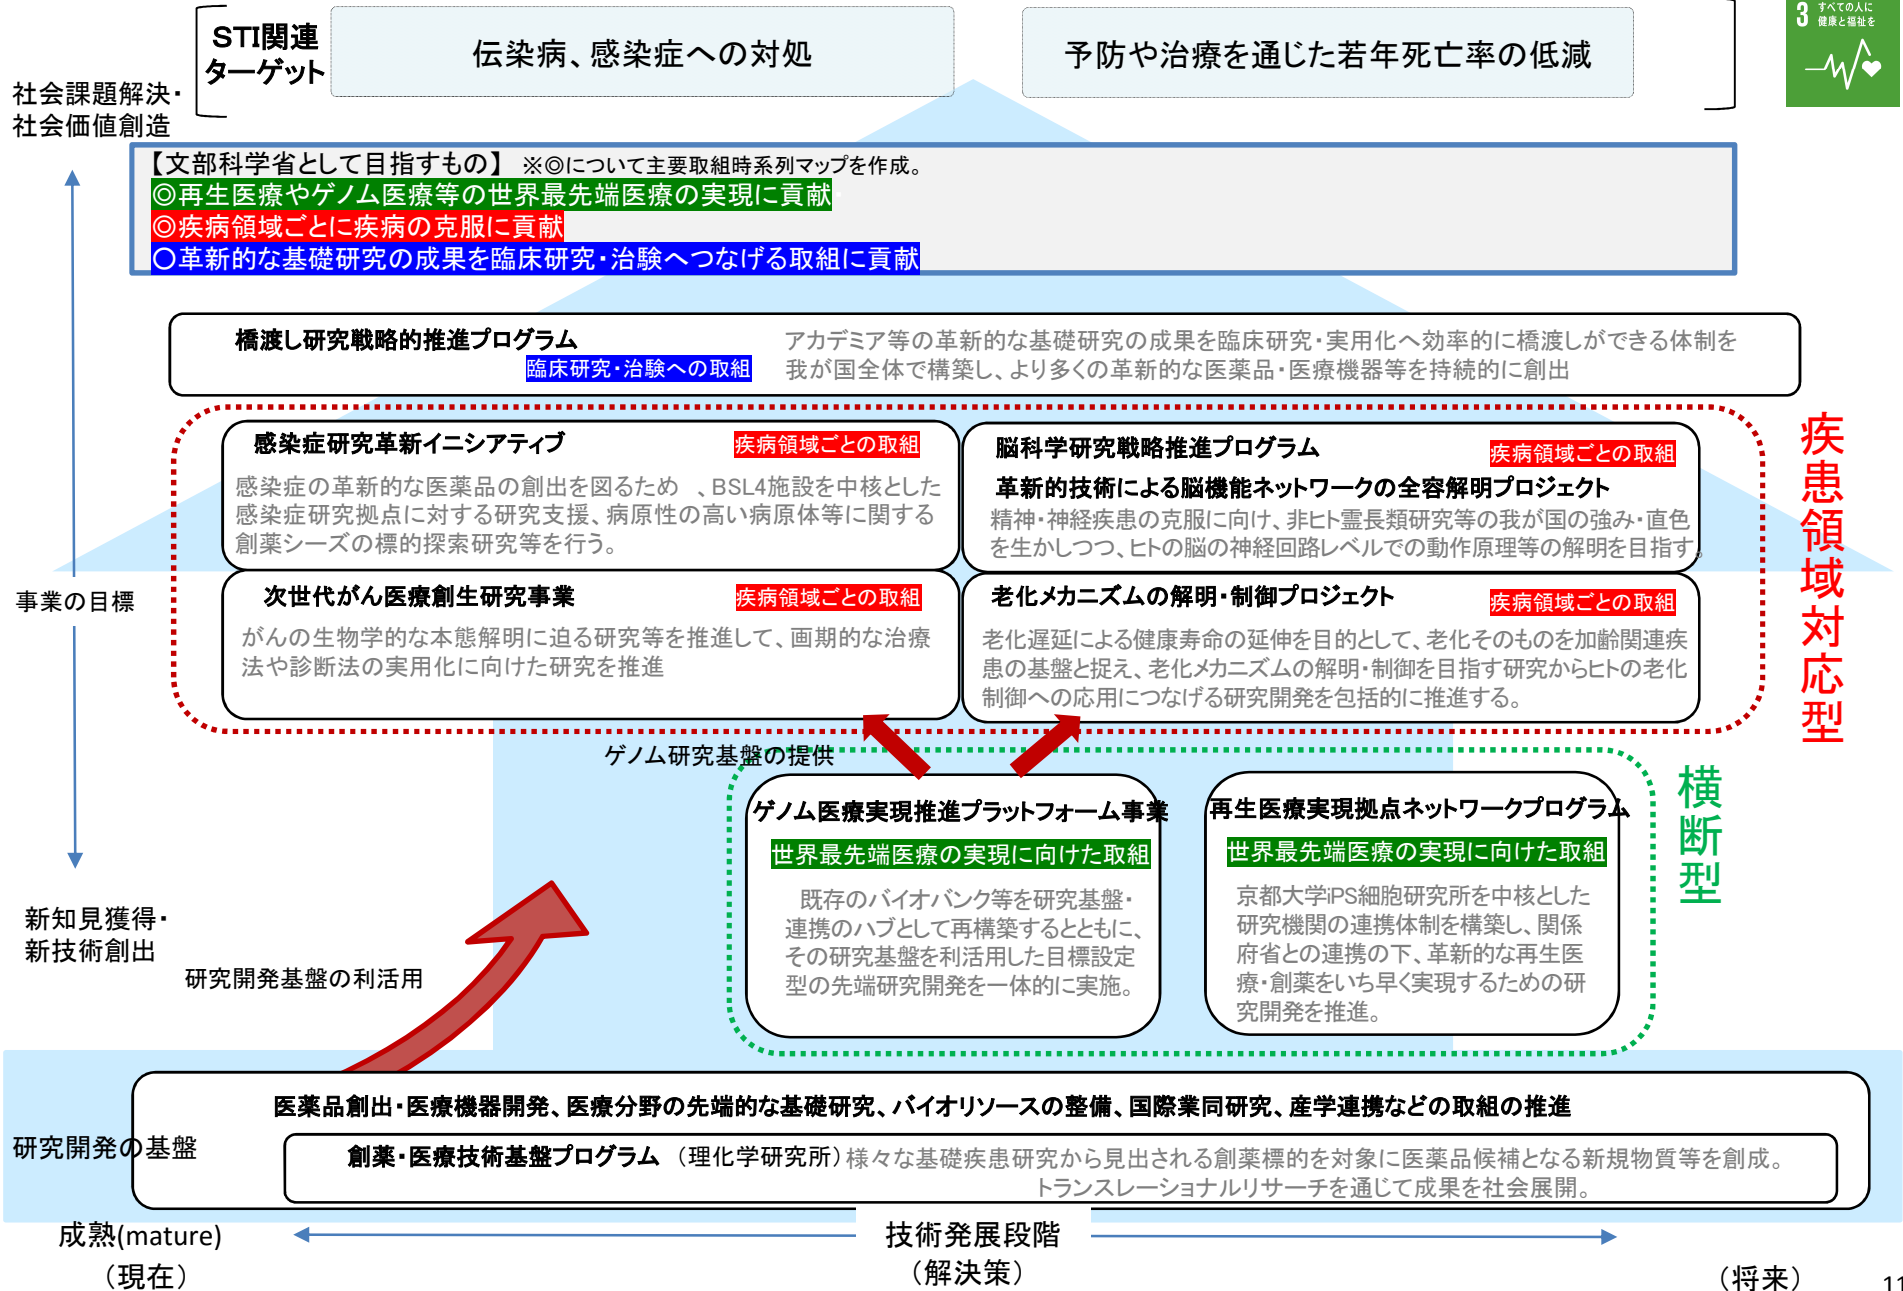 STI関連
ターゲット
伝染病、感染症への対処
予防や治療を通じた若年死亡率の低減
3 すべての人に
健康と福祉を
社会課題解決・
社会価値創造
【文部科学省として目指すもの】 ※◎について主要取組時系列マップを作成。
◎再生医療やゲノム医療等の世界最先端医療の実現に貢献
◎疾病領域ごとに疾病の克服に貢献
○革新的な基礎研究の成果を臨床研究・治験へつなげる取組に貢献
橋渡し研究戦略的推進プログラム
臨床研究・治験への取組
アカデミア等の革新的な基礎研究の成果を臨床研究・実用化へ効率的に橋渡しができる体制を
我が国全体で構築し、より多くの革新的な医薬品・医療機器等を持続的に創出
疾患領域対応型
感染症研究革新イニシアティブ
疾病領域ごとの取組
感染症の革新的な医薬品の創出を図るため 、BSL4施設を中核とした
感染症研究拠点に対する研究支援、病原性の高い病原体等に関する
創薬シーズの標的探索研究等を行う。
脳科学研究戦略推進プログラム
疾病領域ごとの取組
革新的技術による脳機能ネットワークの全容解明プロジェクト
精神・神経疾患の克服に向け、非ヒト霊長類研究等の我が国の強み・直色
を生かしつつ、ヒトの脳の神経回路レベルでの動作原理等の解明を目指す。
事業の目標
次世代がん医療創生研究事業
疾病領域ごとの取組
がんの生物学的な本態解明に迫る研究等を推進して、画期的な治療
法や診断法の実用化に向けた研究を推進
老化メカニズムの解明・制御プロジェクト
疾病領域ごとの取組
老化遅延による健康寿命の延伸を目的として、老化そのものを加齢関連疾
患の基盤と捉え、老化メカニズムの解明・制御を目指す研究からヒトの老化
制御への応用につなげる研究開発を包括的に推進する。
ゲノム研究基盤の提供
横断型
ゲノム医療実現推進プラットフォーム事業
世界最先端医療の実現に向けた取組
既存のバイオバンク等を研究基盤・
連携のハブとして再構築するとともに、
その研究基盤を利活用した目標設定
型の先端研究開発を一体的に実施。
再生医療実現拠点ネットワークプログラム
世界最先端医療の実現に向けた取組
京都大学iPS細胞研究所を中核とした
研究機関の連携体制を構築し、関係
府省との連携の下、革新的な再生医
療・創薬をいち早く実現するための研
究開発を推進。
新知見獲得・
新技術創出
研究開発基盤の利活用
研究開発の基盤
医薬品創出・医療機器開発、医療分野の先端的な基礎研究、バイオリソースの整備、国際業同研究、産学連携などの取組の推進
創薬・医療技術基盤プログラム （理化学研究所）様々な基礎疾患研究から見出される創薬標的を対象に医薬品候補となる新規物質等を創成。
トランスレーショナルリサーチを通じて成果を社会展開。
成熟(mature)
（現在）
技術発展段階
（解決策）
（将来）
11